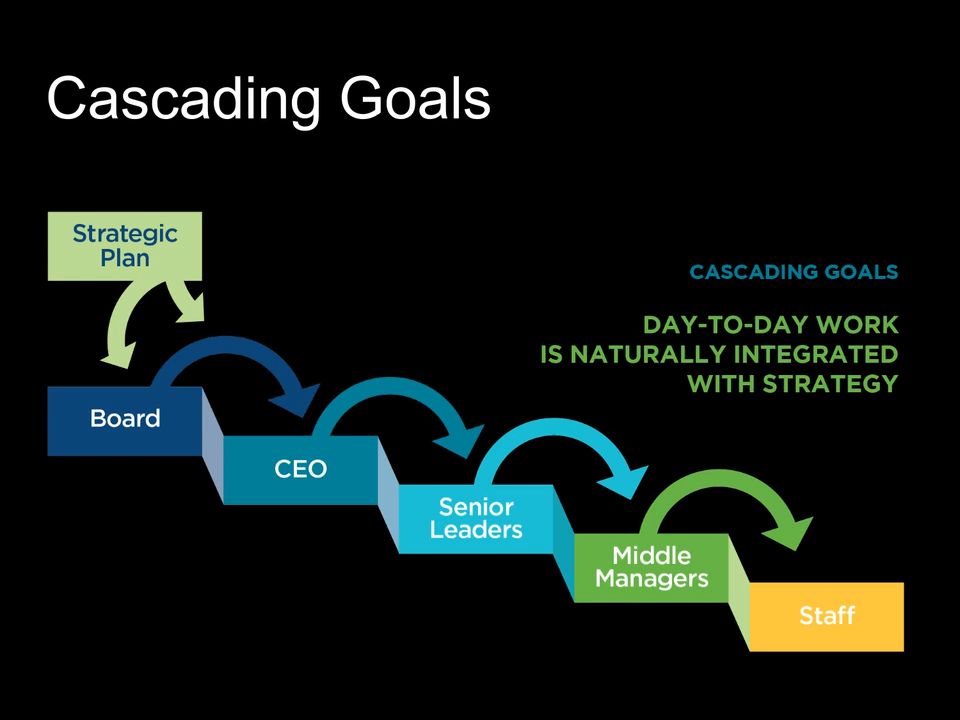 Cascading Goals
Strategic
Plan
CASCADING GOALS
DAY-TO-DAY WORK
IS NATURALLY INTEGRATED
WITH STRATEGY
Board
CEO
Senior
Leaders
Middle
Managers
Staff